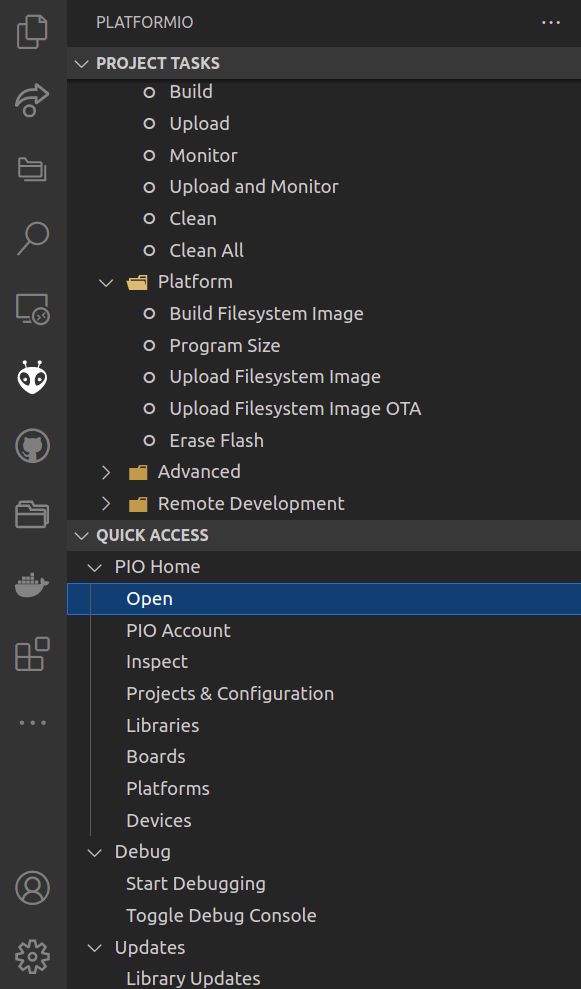 PLATFORMIO
PROJECT TASKS
Build
Upload
Monitor
Upload and Monitor
Clean
Clean All
Platform
Build Filesystem Image
Program Size
Upload Filesystem Image
Upload Filesystem Image OTA
Erase Flash
Advanced
Remote Development
QUICK ACCESS
PIO Home
Open
PIO Account
Inspect
Projects & Configuration
Libraries
Boards
Platforms
Devices
Debug
Start Debugging
Toggle Debug Console
Updates
Library Updates